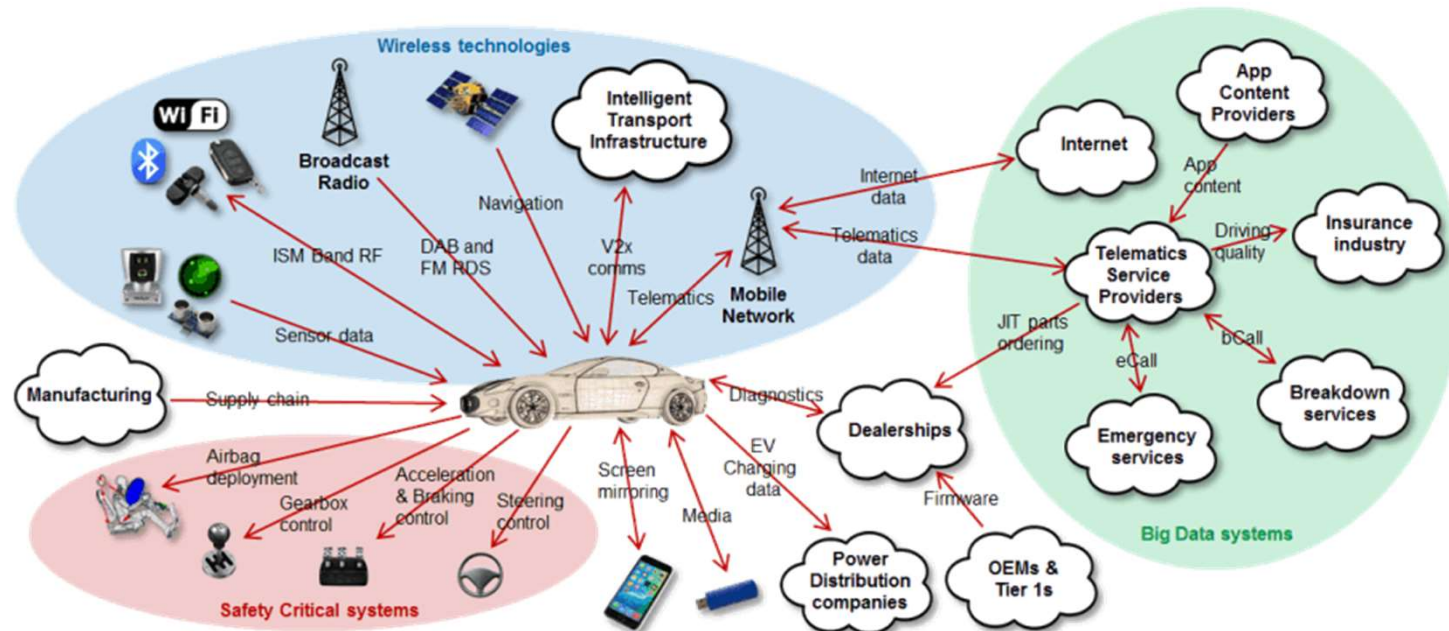 Wireless technologies
Wi Fi
Broadcast
Radio
Intelligent
Transport
Infrastructure
Navigation
ISM Band RF
DAB and
FM RDS
V2x
comms
Telematics
Mobile
Network
Sensor data
Internet
data
Telematics
data
Internet
App
Content
Providers
App
content
Telematics
Service
Providers
Driving
quality
Insurance
industry
JIT parts
ordering
eCall
bCall
Breakdown
services
Emergency
services
Big Data systems
Manufacturing
Supply chain
Diagnostics
Dealerships
Firmware
OEMs &
Tier 1s
EV
Charging
data
Power
Distribution
companies
Screen
mirroring
Media
Airbag
deployment
Gearbox
control
Acceleration
& Braking
control
Steering
control
Safety Critical systems